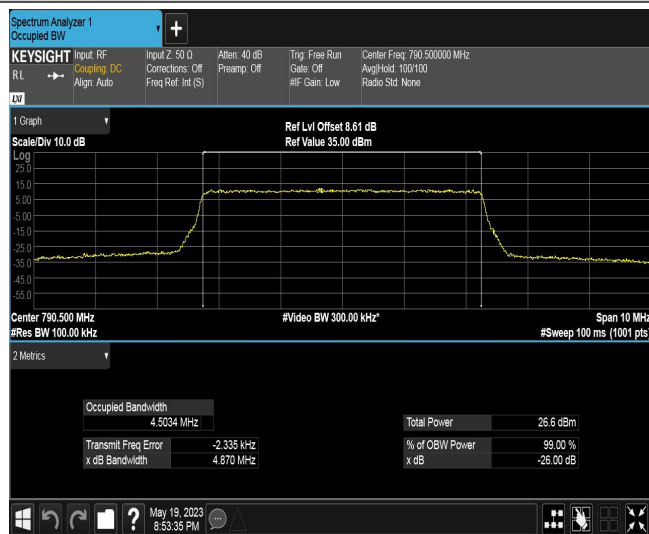 Spectrum Analyzer 1
Occupied BW
+
KEYSIGHT Input: RF Input Z: 50 Ω Atten: 40 dB Trig: Free Run Center Freq: 790.500000 MHz
RL Coupling: DC Corrections: Off Preamp: Off Gate: Off Avg|Hold: 100/100
Align: Auto Freq Ref: Int (S) #IF Gain: Low Radio Std: None
LXI
1 Graph
Ref Lvl Offset 8.61 dB
Scale/Div 10.0 dB Ref Value 35.00 dBm
Log
25.0
15.0
5.00
-5.00
-15.0
-25.0
-35.0
-45.0
-55.0
Center 790.500 MHz #Video BW 300.00 kHz* Span 10 MHz
#Res BW 100.00 kHz #Sweep 100 ms (1001 pts)
2 Metrics
Occupied Bandwidth
4.5034 MHz Total Power 26.6 dBm
Transmit Freq Error -2.335 kHz % of OBW Power 99.00 %
x dB Bandwidth 4.870 MHz x dB -26.00 dB
? May 19, 2023
8:53:35 PM